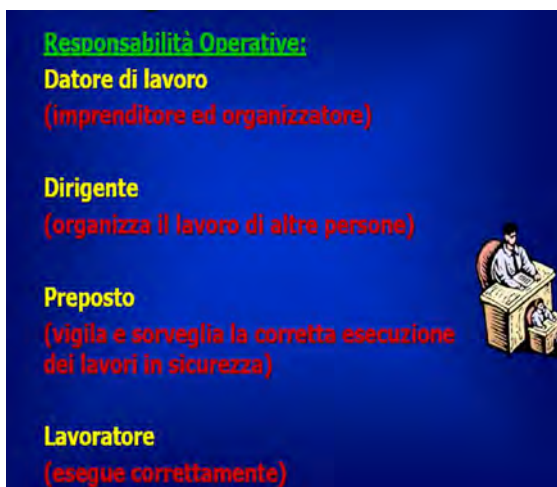 Responsabilità Operative:
Datore di lavoro
(imprenditore ed organizzatore)
Dirigente
(organizza il lavoro di altre persone)
Preposto
(vigila e sorveglia la corretta esecuzione
dei lavori in sicurezza)
Lavoratore
(esegue correttamente)